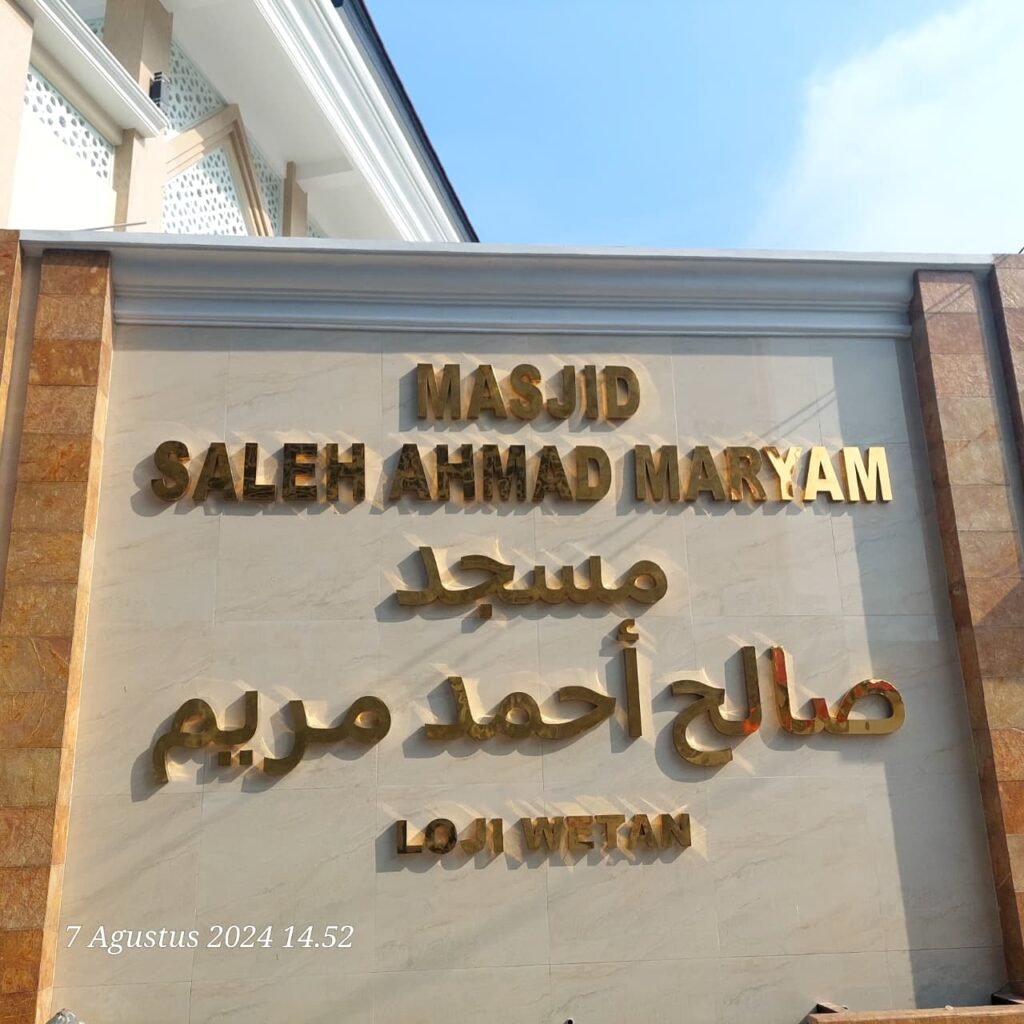 MASJID
SALEH AHMAD MARYAM
مسجد
صالح أحمد مريم
LOJI WETAN
7 Agustus 2024 14.52